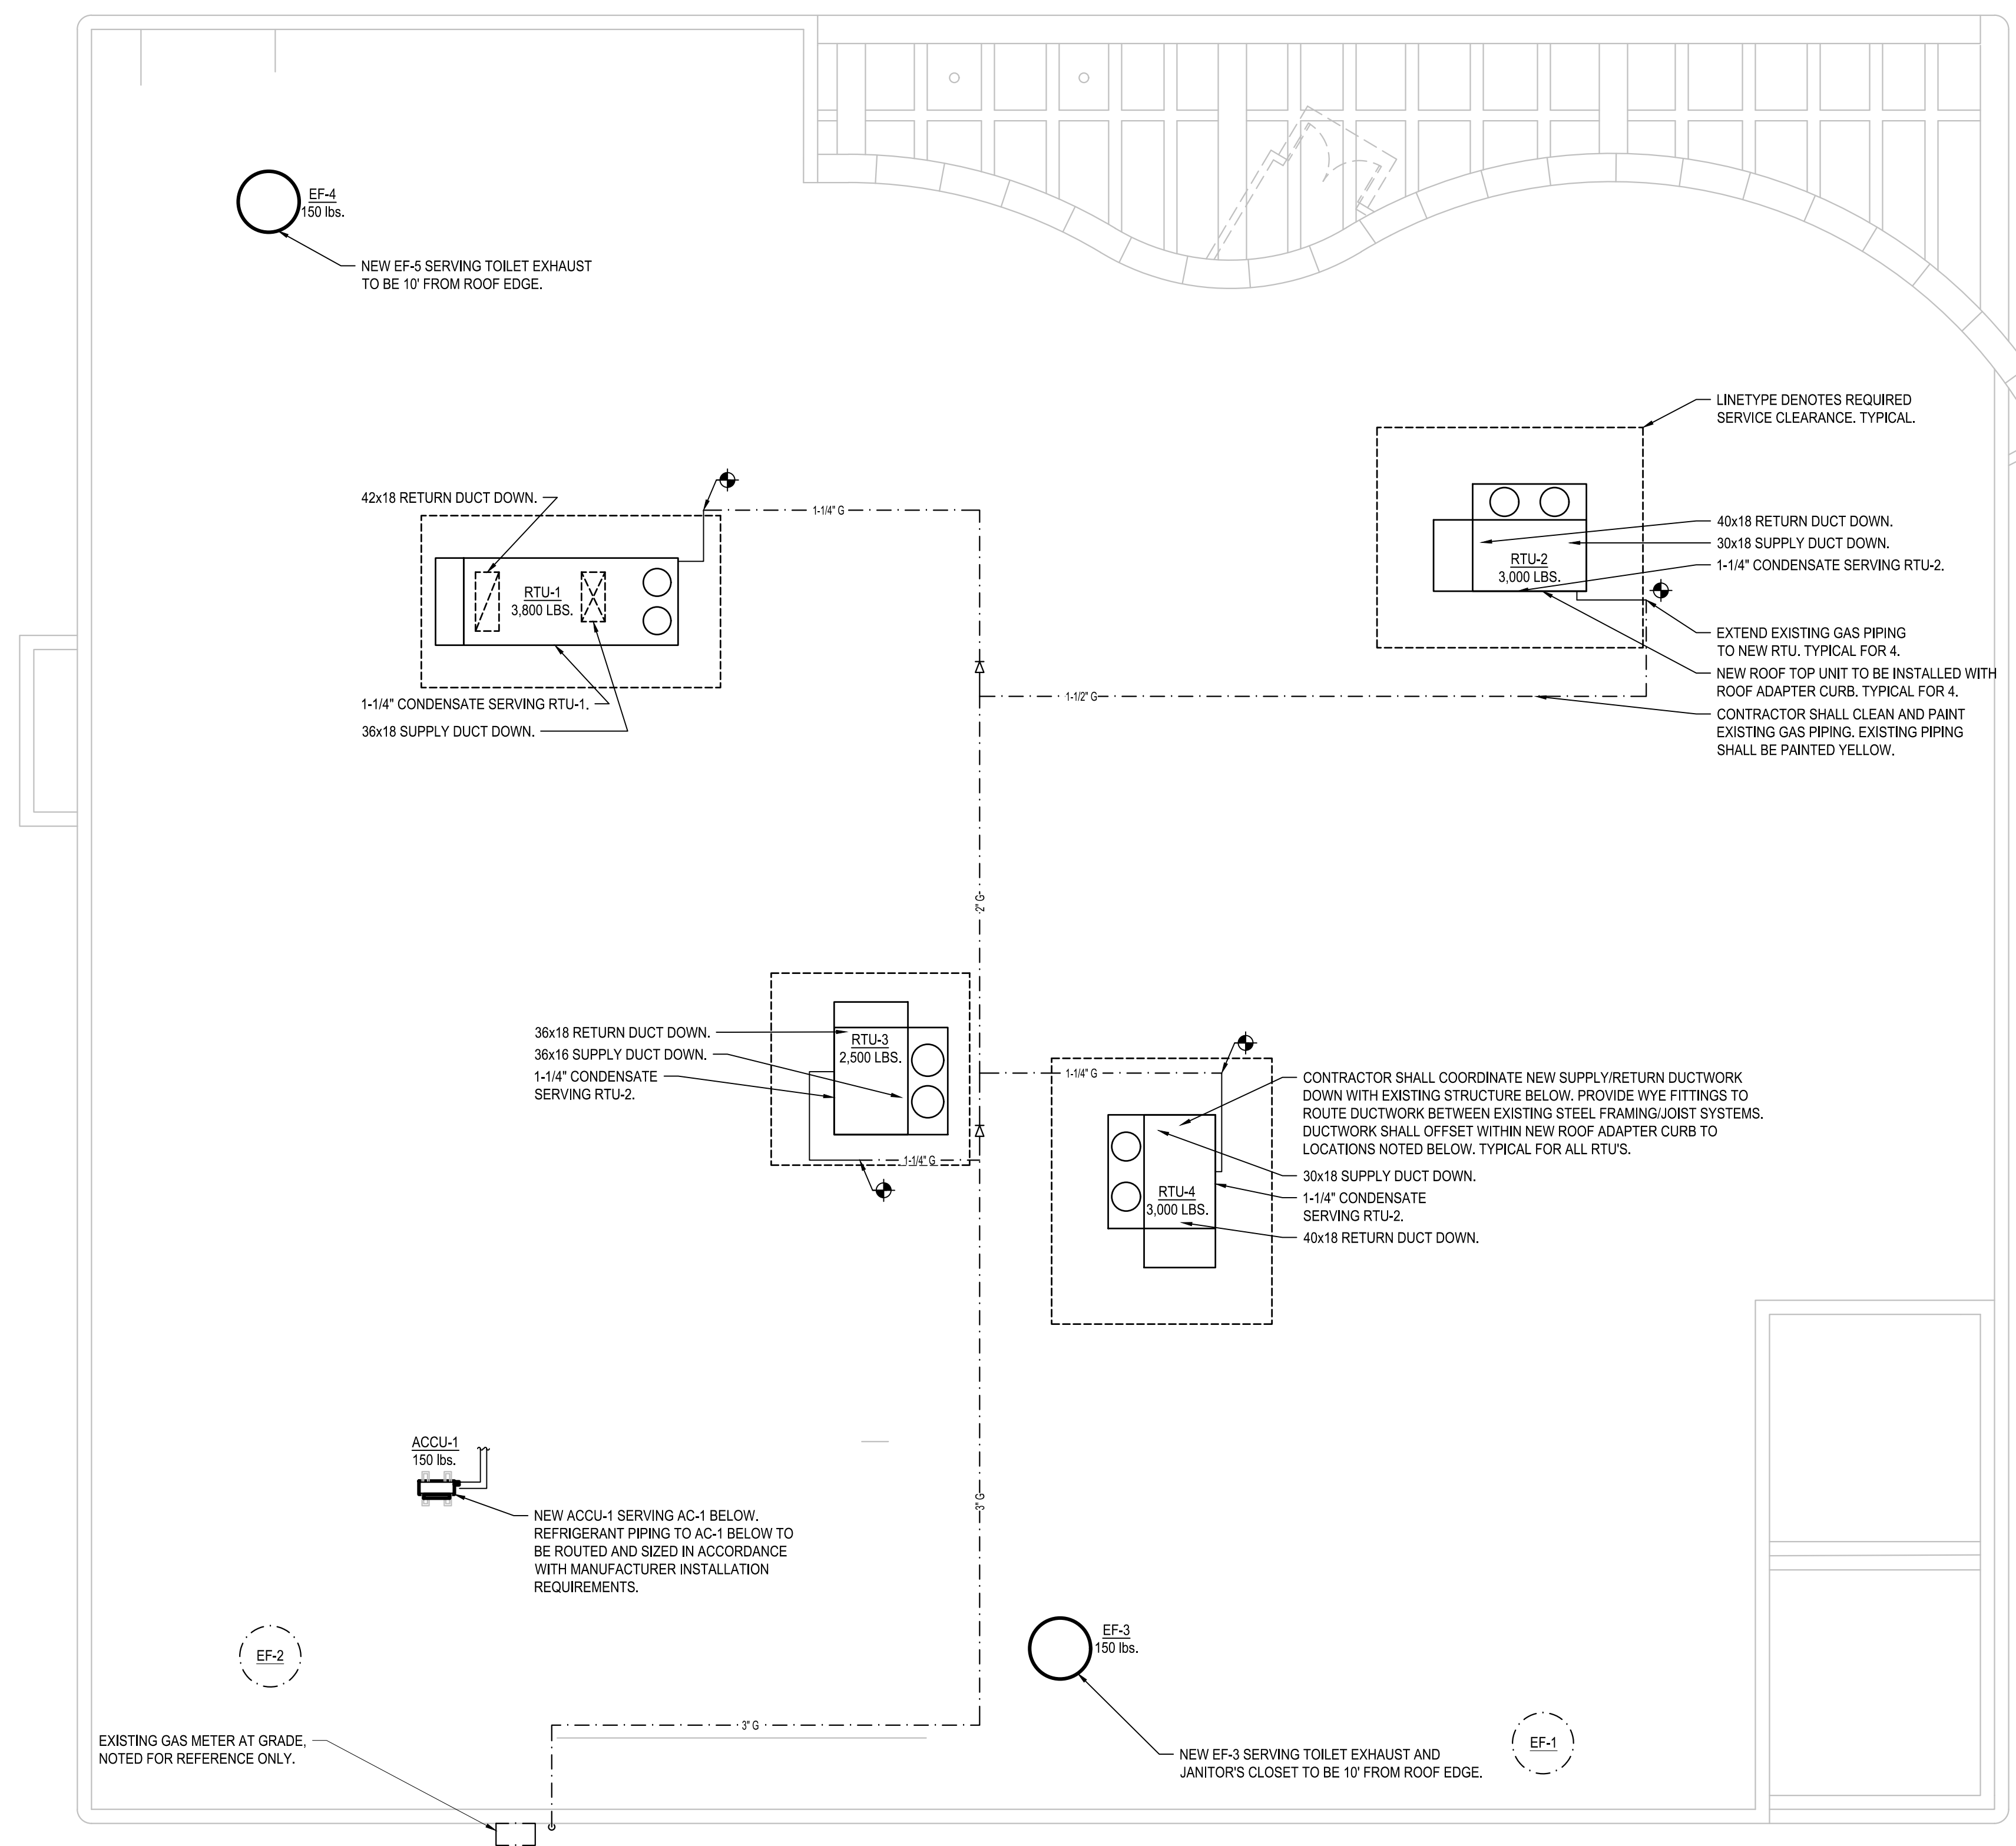 EF-4
150 lbs.
NEW EF-5 SERVING TOILET EXHAUST
TO BE 10' FROM ROOF EDGE.
LINETYPE DENOTES REQUIRED
SERVICE CLEARANCE. TYPICAL.
42x18 RETURN DUCT DOWN.
1-1/4" G
RTU-1
3,800 LBS.
1-1/4" CONDENSATE SERVING RTU-1.
36x18 SUPPLY DUCT DOWN.
RTU-2
3,000 LBS.
40x18 RETURN DUCT DOWN.
30x18 SUPPLY DUCT DOWN.
1-1/4" CONDENSATE SERVING RTU-2.
EXTEND EXISTING GAS PIPING
TO NEW RTU. TYPICAL FOR 4.
NEW ROOF TOP UNIT TO BE INSTALLED WITH
ROOF ADAPTER CURB. TYPICAL FOR 4.
CONTRACTOR SHALL CLEAN AND PAINT
EXISTING GAS PIPING. EXISTING PIPING
SHALL BE PAINTED YELLOW.
1-1/2" G
2" G
36x18 RETURN DUCT DOWN.
36x16 SUPPLY DUCT DOWN.
1-1/4" CONDENSATE
SERVING RTU-2.
RTU-3
2,500 LBS.
1-1/4" G
1-1/4" G
CONTRACTOR SHALL COORDINATE NEW SUPPLY/RETURN DUCTWORK
DOWN WITH EXISTING STRUCTURE BELOW. PROVIDE WYE FITTINGS TO
ROUTE DUCTWORK BETWEEN EXISTING STEEL FRAMING/JOIST SYSTEMS.
DUCTWORK SHALL OFFSET WITHIN NEW ROOF ADAPTER CURB TO
LOCATIONS NOTED BELOW. TYPICAL FOR ALL RTU'S.
30x18 SUPPLY DUCT DOWN.
1-1/4" CONDENSATE
SERVING RTU-2.
40x18 RETURN DUCT DOWN.
RTU-4
3,000 LBS.
ACCU-1
150 lbs.
NEW ACCU-1 SERVING AC-1 BELOW.
REFRIGERANT PIPING TO AC-1 BELOW TO
BE ROUTED AND SIZED IN ACCORDANCE
WITH MANUFACTURER INSTALLATION
REQUIREMENTS.
3" G
EF-2
EF-3
150 lbs.
NEW EF-3 SERVING TOILET EXHAUST AND
JANITOR'S CLOSET TO BE 10' FROM ROOF EDGE.
EF-1
3" G
EXISTING GAS METER AT GRADE,
NOTED FOR REFERENCE ONLY.